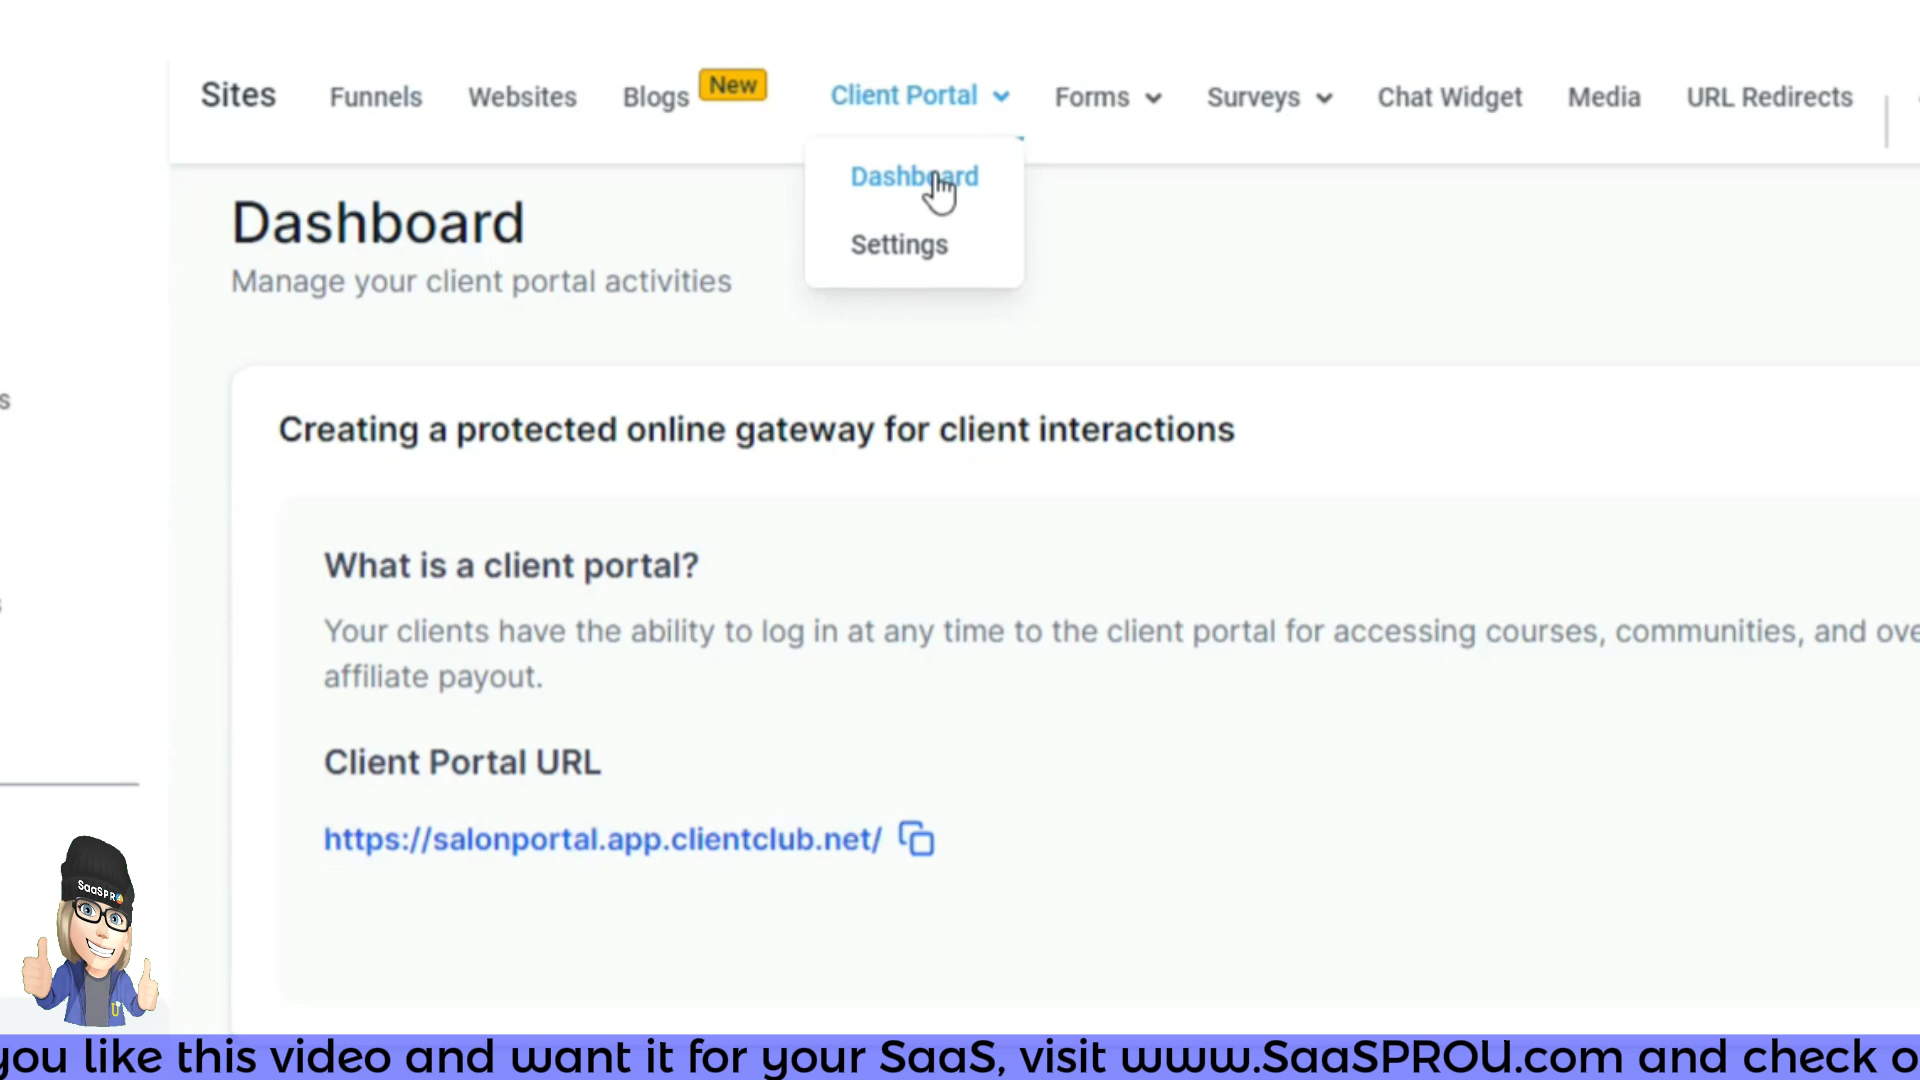 Sites Funnels Websites Blogs New Client Portal Forms Surveys Chat Widget Media URL Redirects
Dashboard
Settings
Dashboard
Manage your client portal activities
Creating a protected online gateway for client interactions
What is a client portal?
Your clients have the ability to log in at any time to the client portal for accessing courses, communities, and ove
affiliate payout.
Client Portal URL
https://salonportal.app.clientclub.net/
SaaSPRO
you like this video and want it for your SaaS, visit www.SaaSPROU.com and check o